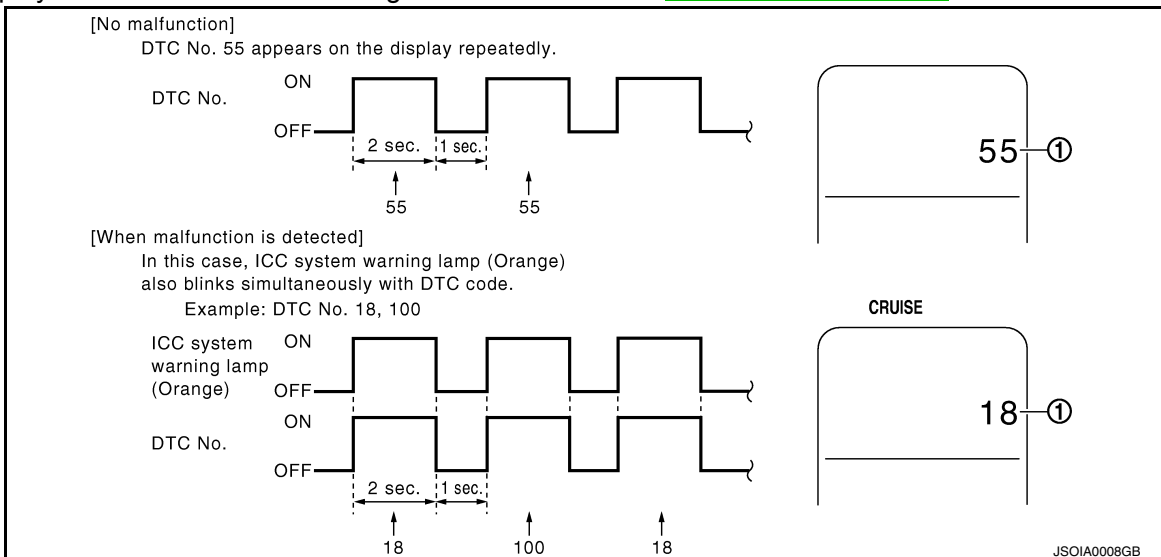 [No malfunction]
DTC No. 55 appears on the display repeatedly.
ON
DTC No.
OFF
2 sec.
1 sec.
55
55
55
1
[When malfunction is detected]
In this case, ICC system warning lamp (Orange)
also blinks simultaneously with DTC code.
Example: DTC No. 18, 100
CRUISE
ICC system
warning lamp
(Orange)
ON
OFF
ON
DTC No.
OFF
2 sec.
1 sec.
18
100
18
18
1
JSOIA0008GB